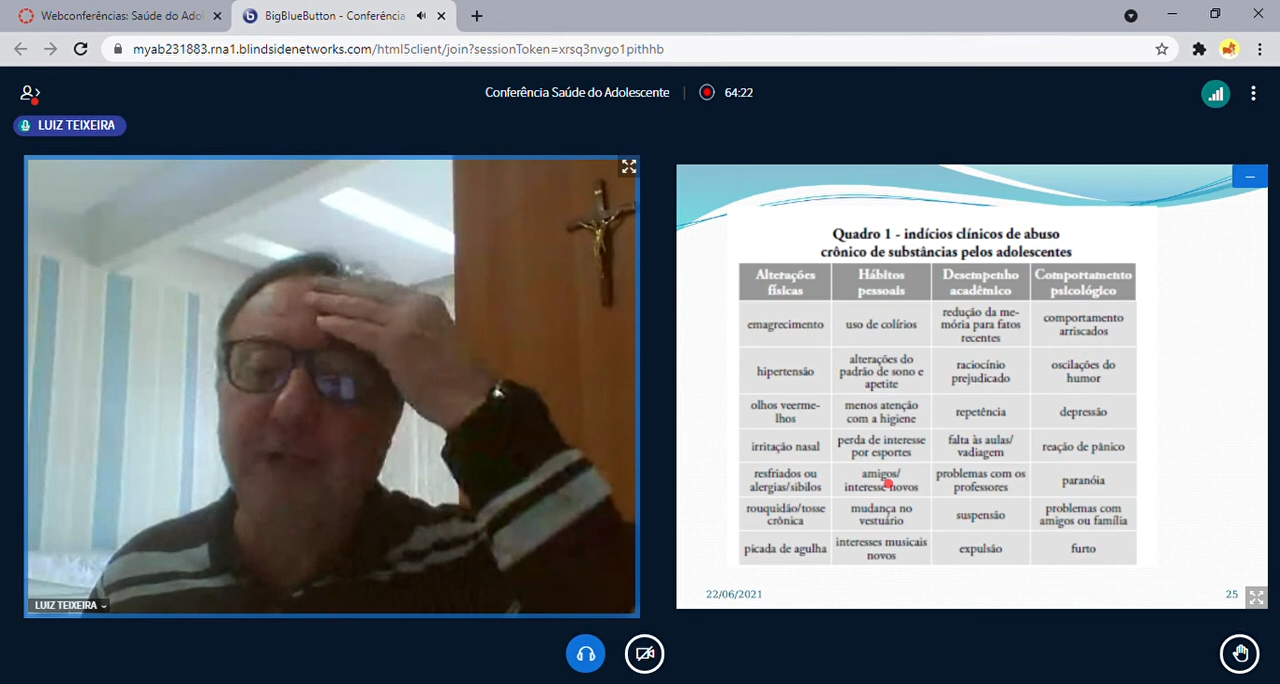 Webconferências: Saúde do Ado
BigBlueButton - Conferência
myab231883.rna1.blindsidenetworks.com/html5client/join?sessionToken=xrsq3nvgo1pithhb
Conferência Saúde do Adolescente | 64:22
LUIZ TEIXEIRA
LUIZ TEIXEIRA
Quadro 1 - indícios clínicos de abuso
crônico de substâncias pelos adolescentes
Alterações
físicas
Hábitos
pessoais
Desempenho
acadêmico
Comportamento
psicológico
emagrecimento
uso de colírios
redução da me-
mória para fatos
recentes
comportamento
arriscados
hipertensão
alterações do
padrão de sono e
apetite
raciocínio
prejudicado
oscilações do
humor
olhos veerme-
lhos
menos atenção
com a higiene
repetência
depressão
irritação nasal
perda de interesse
por esportes
falta às aulas/
vadiagem
reação de pânico
resfriados ou
alergias/sibilos
amigos/
interesse novos
problemas com os
professores
paranóia
rouquidão/tosse
crônica
mudança no
vestuário
suspensão
problemas com
amigos ou família
picada de agulha
interesses musicais
novos
expulsão
furto
22/06/2021
25